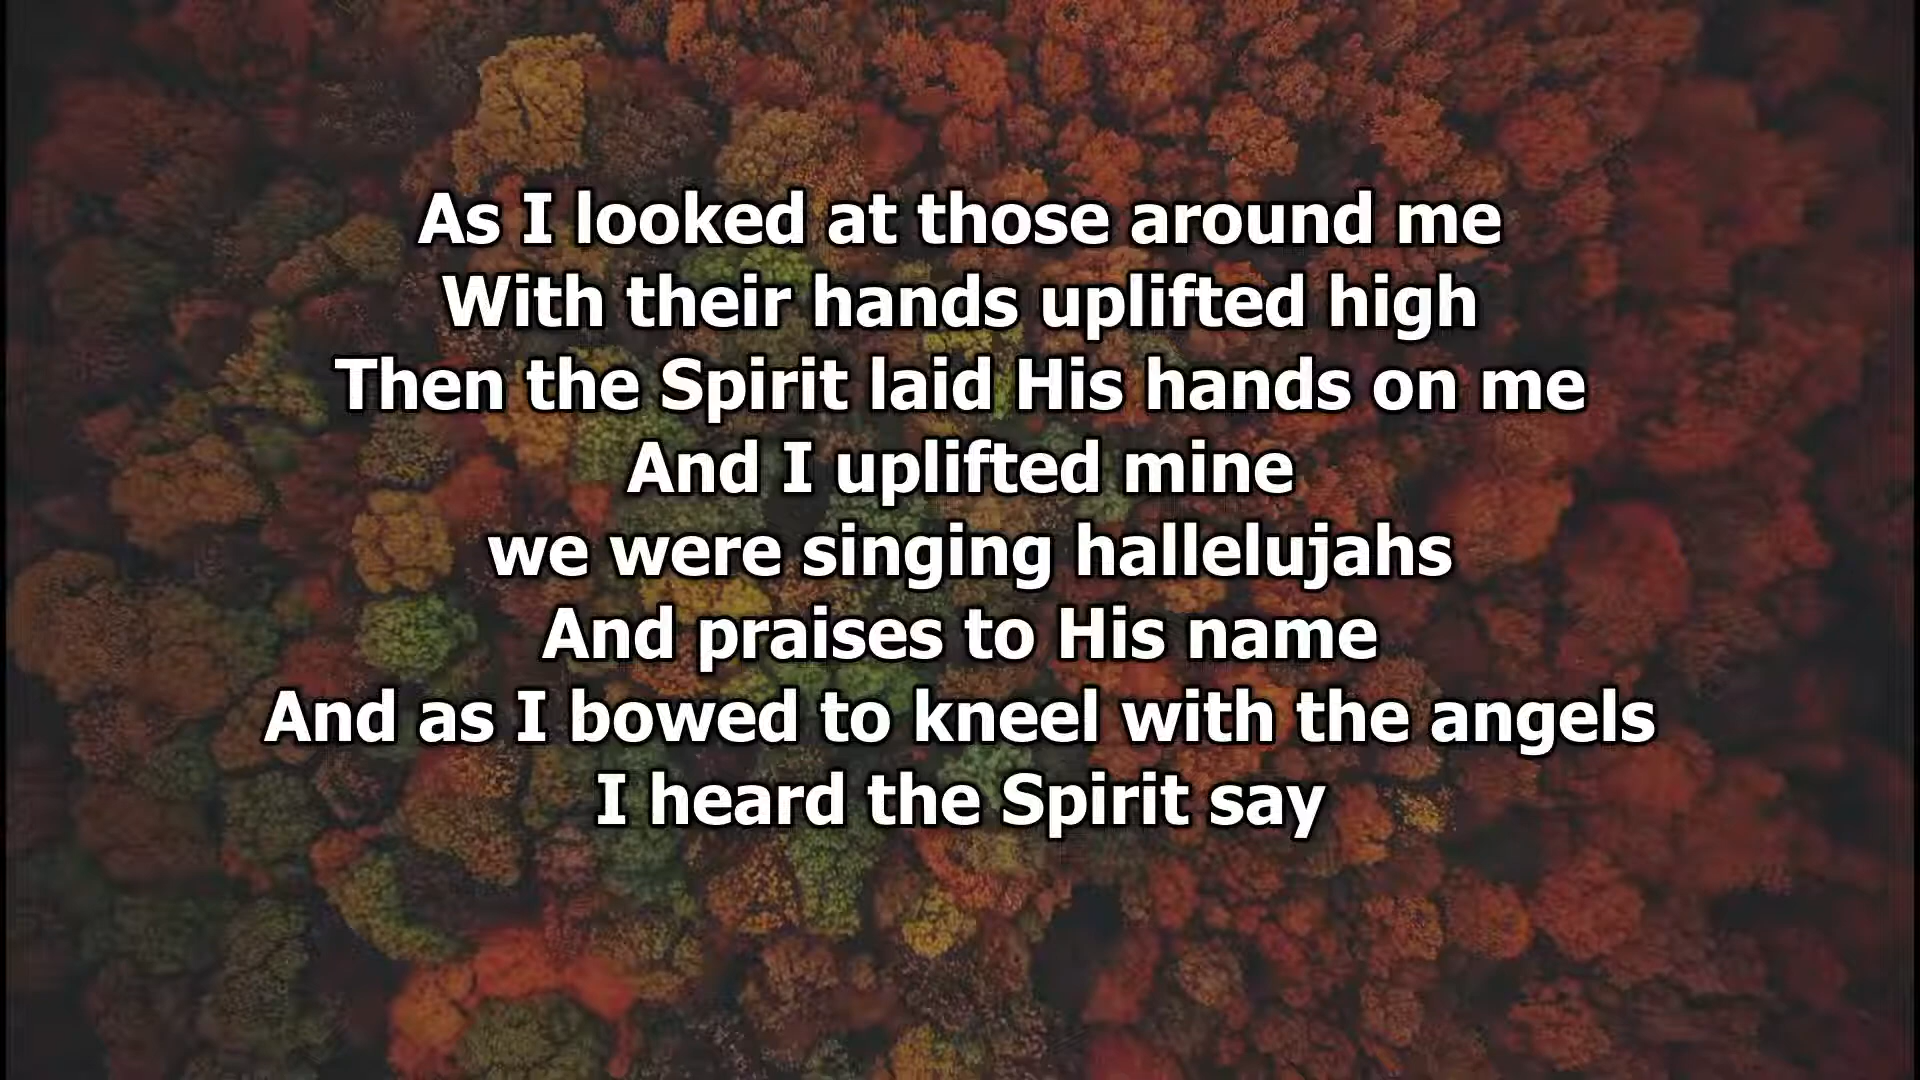 As I looked at those around me
With their hands uplifted high
Then the Spirit laid His hands on me
And I uplifted mine
we were singing hallelujahs
And praises to His name
And as I bowed to kneel with the angels
I heard the Spirit say